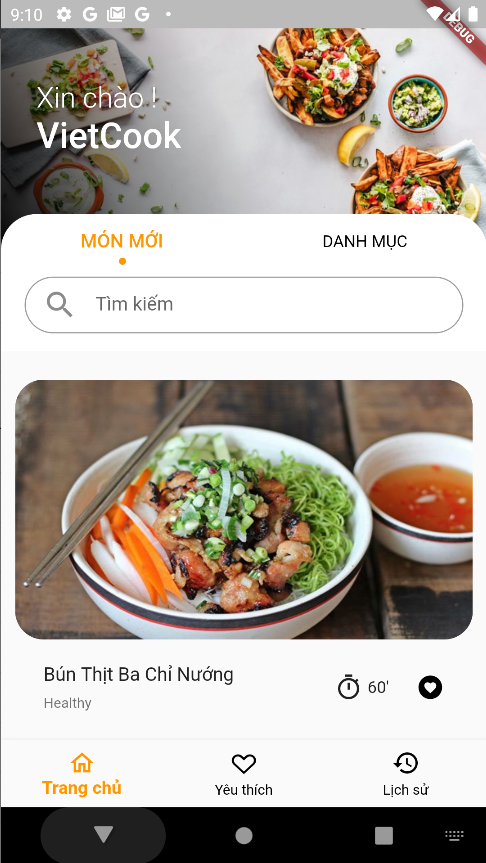 9:10
DEBUG
Xin chào !
VietCook
MÓN MỚI
DANH MỤC
Tìm kiếm
Bún Thịt Ba Chỉ Nướng
60'
Healthy
Trang chủ
Yêu thích
Lịch sử